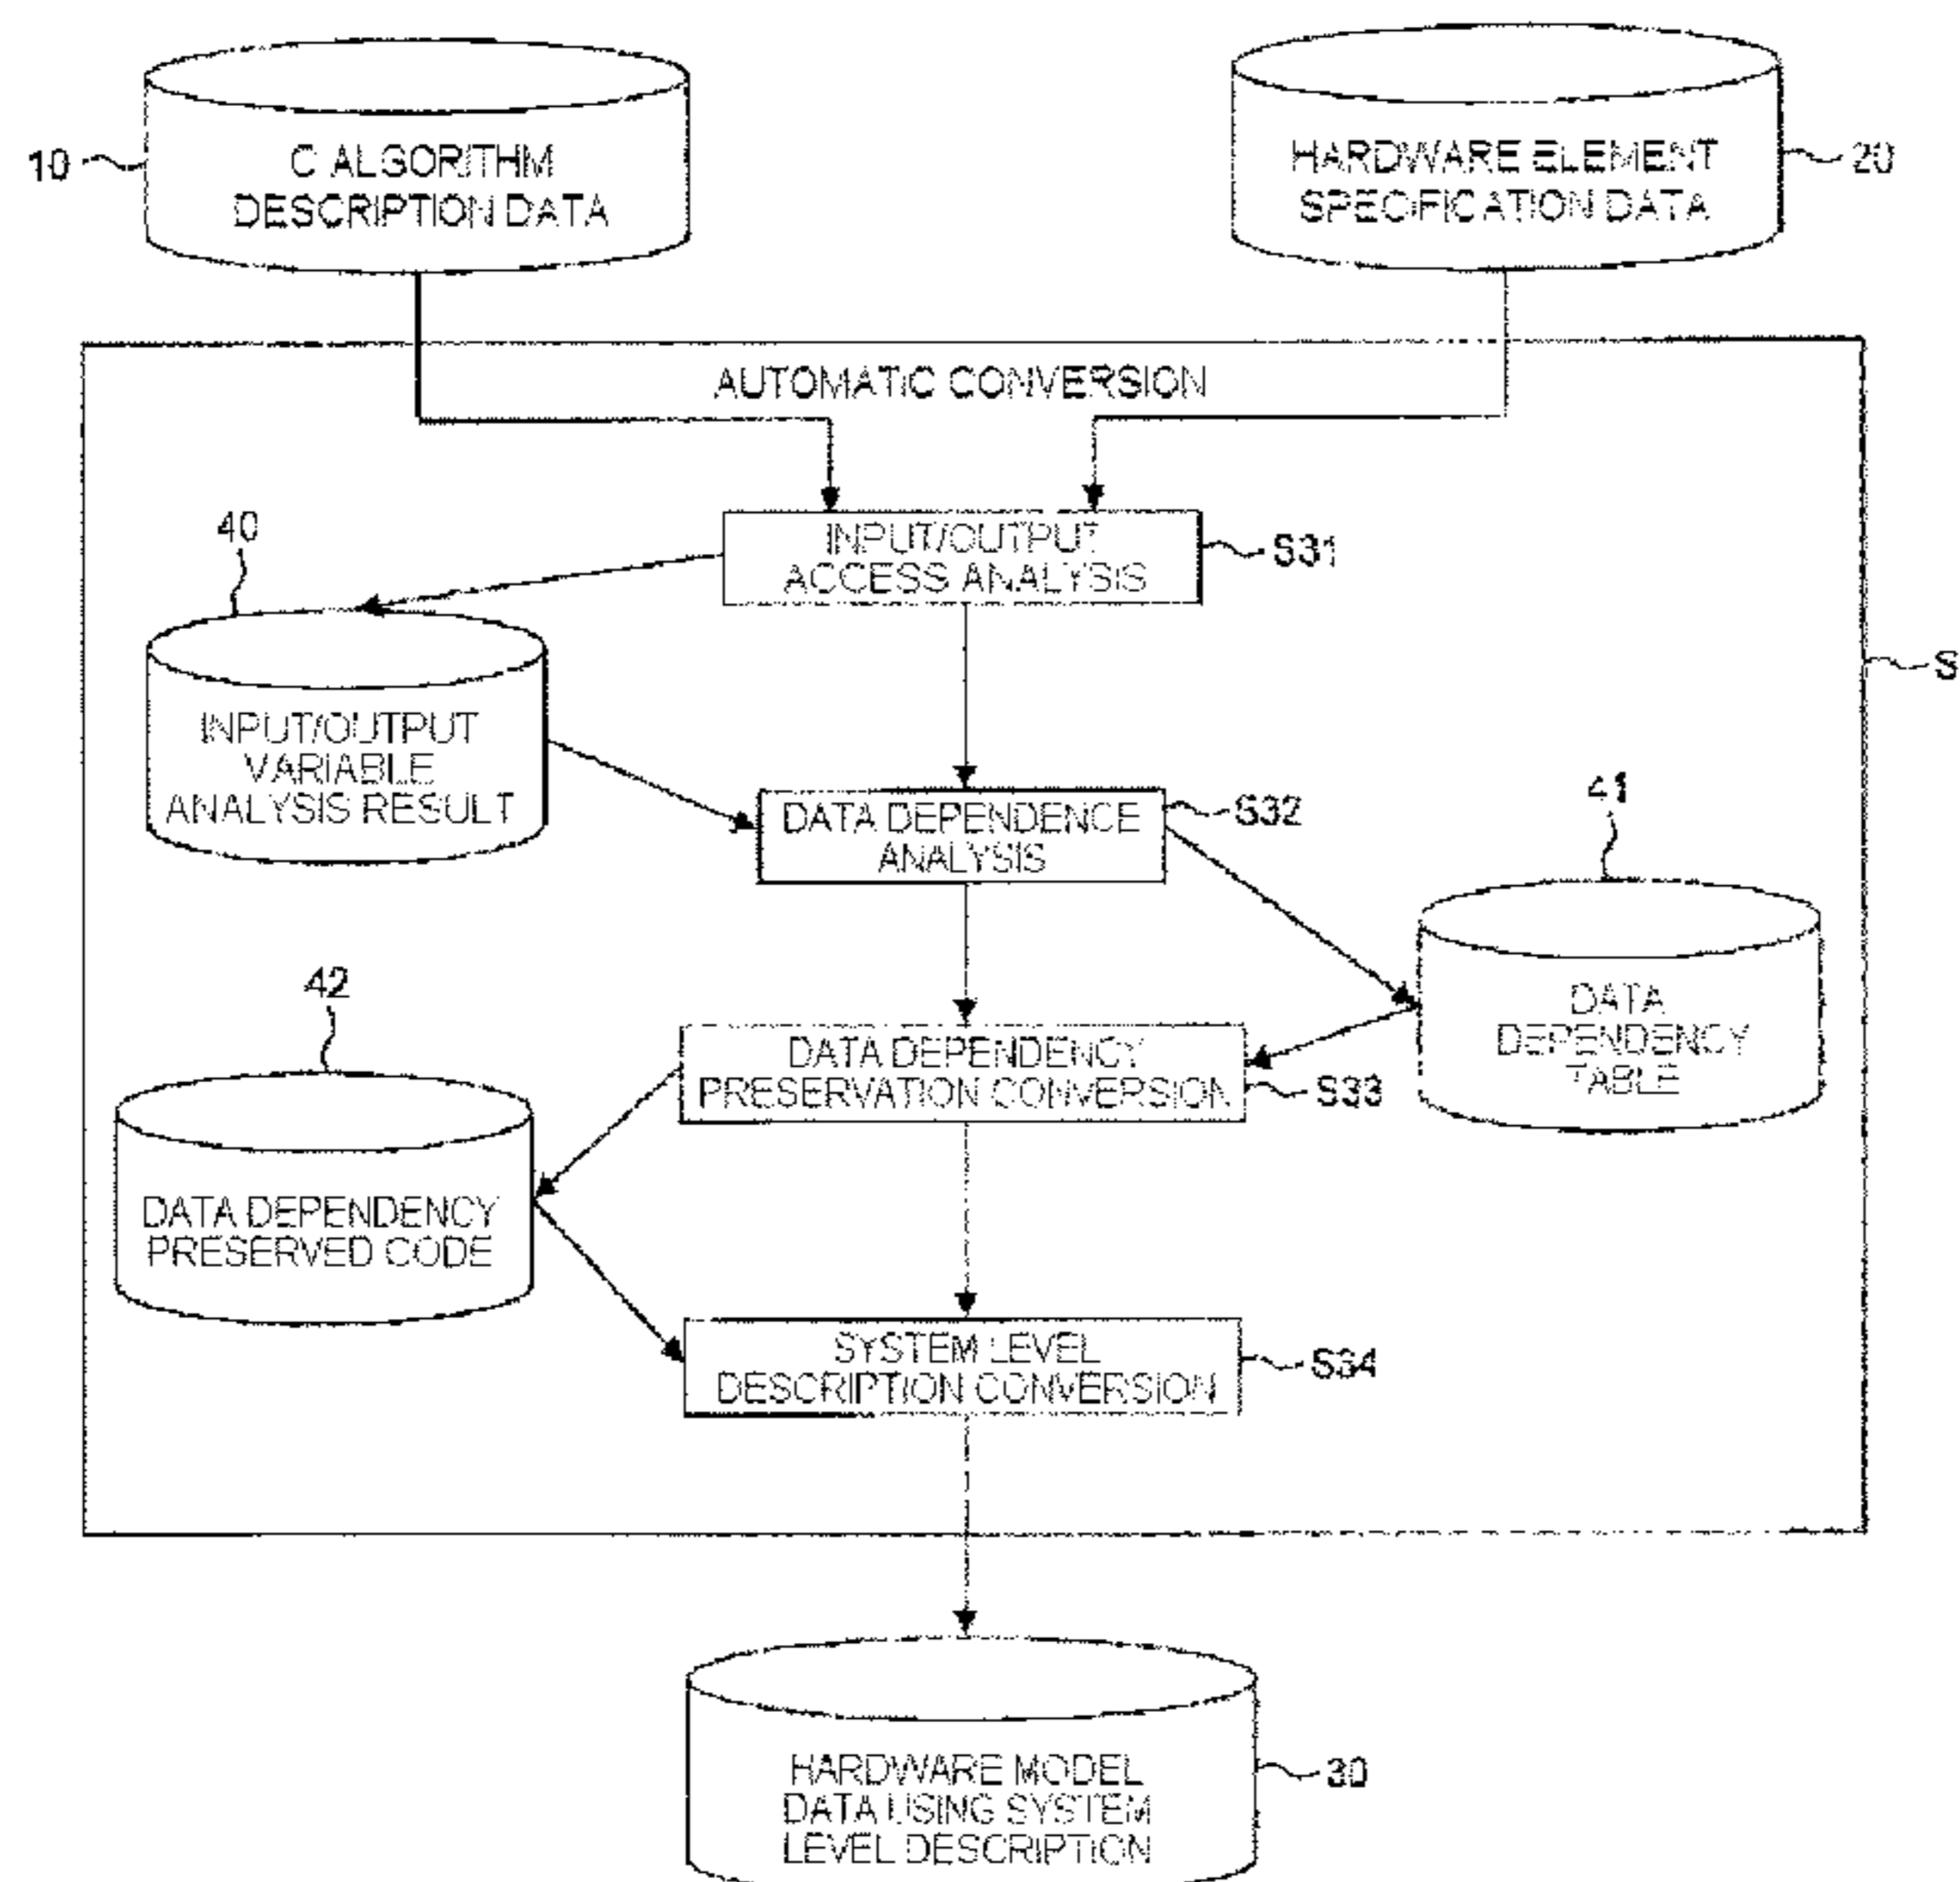 10
C ALGORITHM
DESCRIPTION DATA
HARDWARE ELEMENT
SPECIFICATION DATA
20
AUTOMATIC CONVERSION
INPUT/OUTPUT
ACCESS ANALYSIS
S31
40
INPUT/OUTPUT
VARIABLE
ANALYSIS RESULT
S
DATA DEPENDENCE
ANALYSIS
S32
41
DATA
DEPENDENCY
TABLE
42
DATA DEPENDENCY
PRESERVATION CONVERSION
S33
DATA DEPENDENCY
PRESERVED CODE
SYSTEM LEVEL
DESCRIPTION CONVERSION
S34
HARDWARE MODEL
DATA USING SYSTEM
LEVEL DESCRIPTION
30